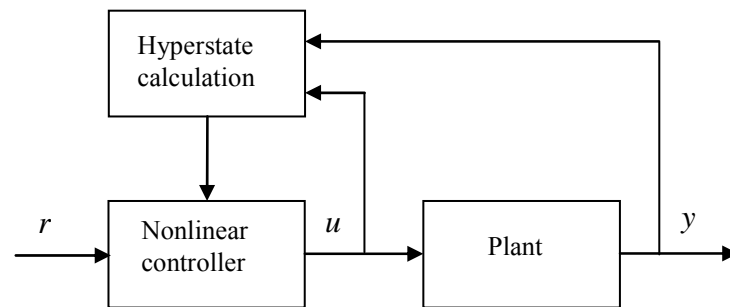 Hyperstate
calculation
r
Nonlinear
controller
u
Plant
y